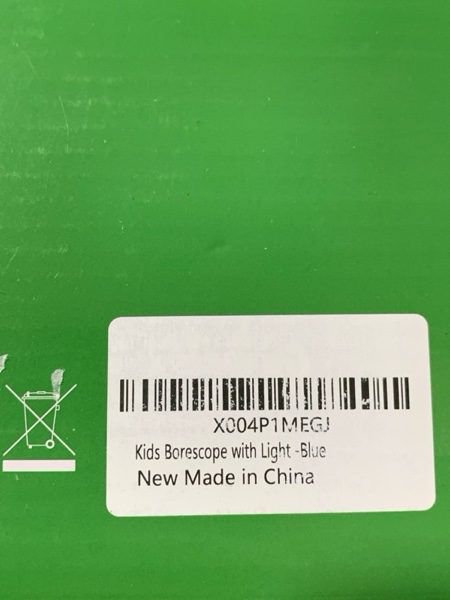 X004P1MEGJ
Kids Borescope with Light -Blue
New Made in China